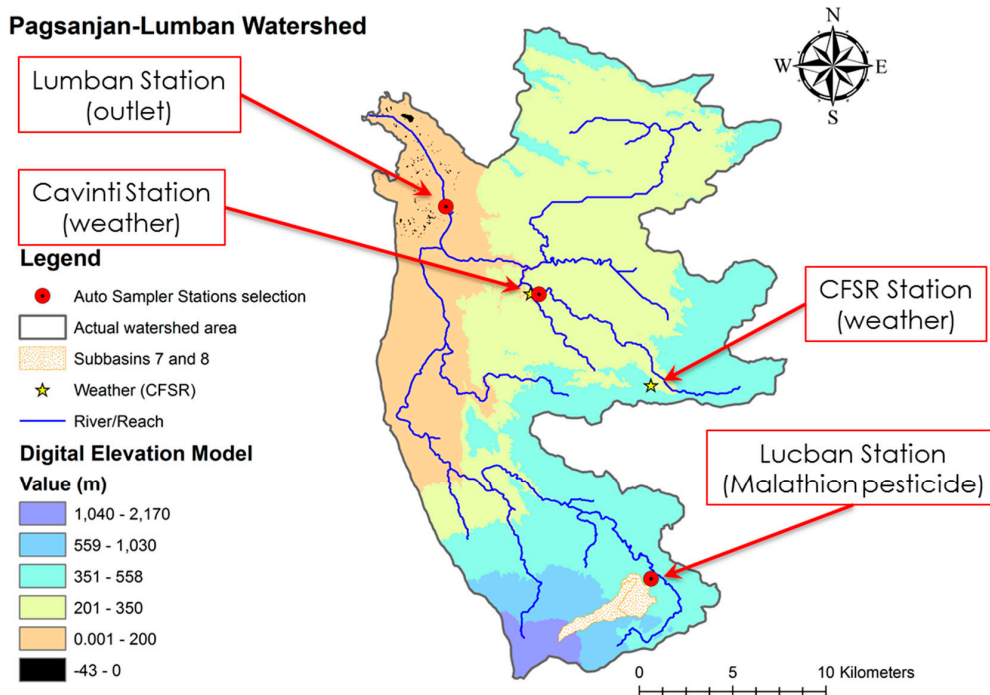 Pagsanjan-Lumban Watershed
N
W
E
S
Lumban Station
(outlet)
Cavinti Station
(weather)
CFSR Station
(weather)
Lucban Station
(Malathion pesticide)
Legend
Auto Sampler Stations selection
Actual watershed area
Subbasins 7 and 8
Weather (CFSR)
River/Reach
Digital Elevation Model
Value (m)
1,040 - 2,170
559 - 1,030
351 - 558
201 - 350
0.001 - 200
-43 - 0
0 5 10 Kilometers